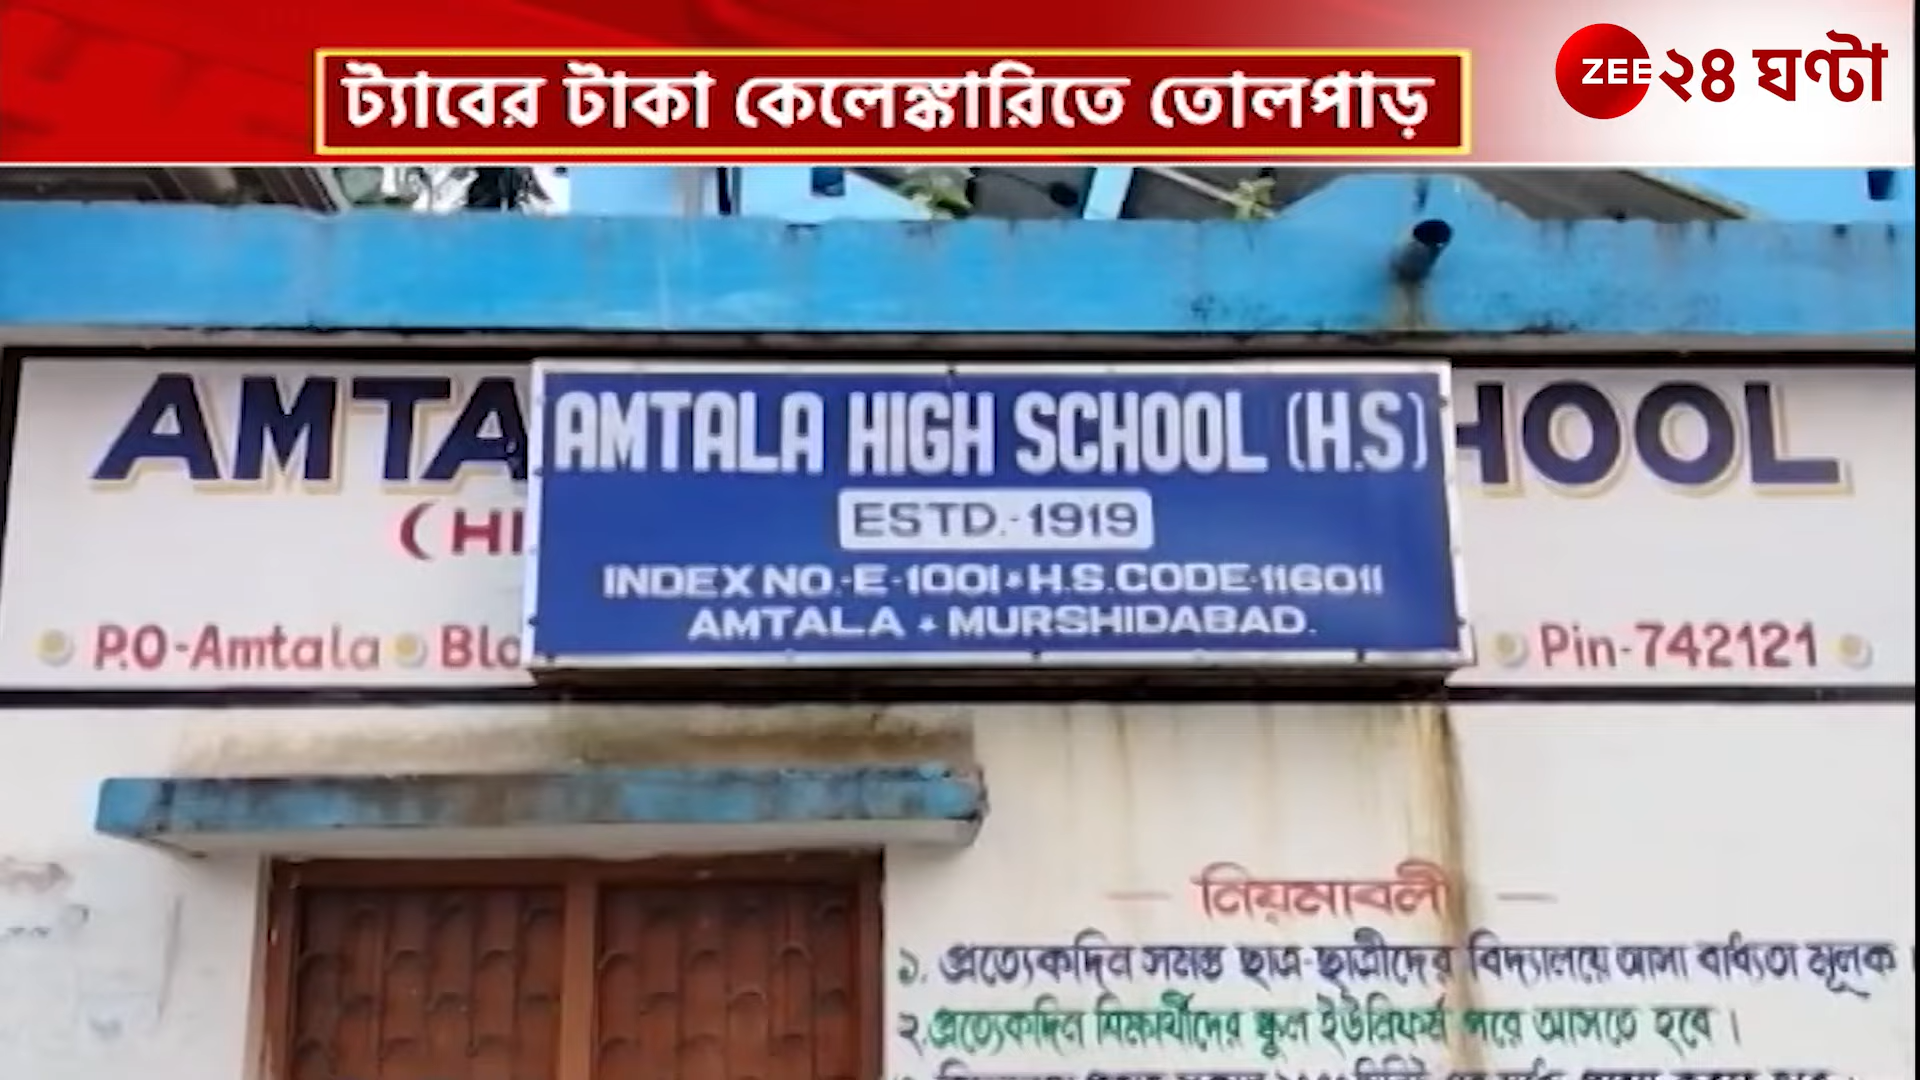 ট্যাবের টাকা কেলেঙ্কারিতে তোলপাড়
ZEE ২৪ ঘণ্টা
AMTA HOOL
(HI
P.O-Amtala Blo Pin-742121
AMTALA HIGH SCHOOL (H.S)
ESTD.-1919
INDEX NO.-E-1001 * H.S.CODE-116011
AMTALA * MURSHIDABAD.
নিয়মাবলী
১. প্রত্যেকদিন সমস্ত ছাত্র-ছাত্রীদের বিদ্যালয়ে আসা বাধ্যতা মূলক
২. প্রত্যেকদিন শিক্ষার্থীদের স্কুল ইউনিফর্ম পরে আসতে হবে।